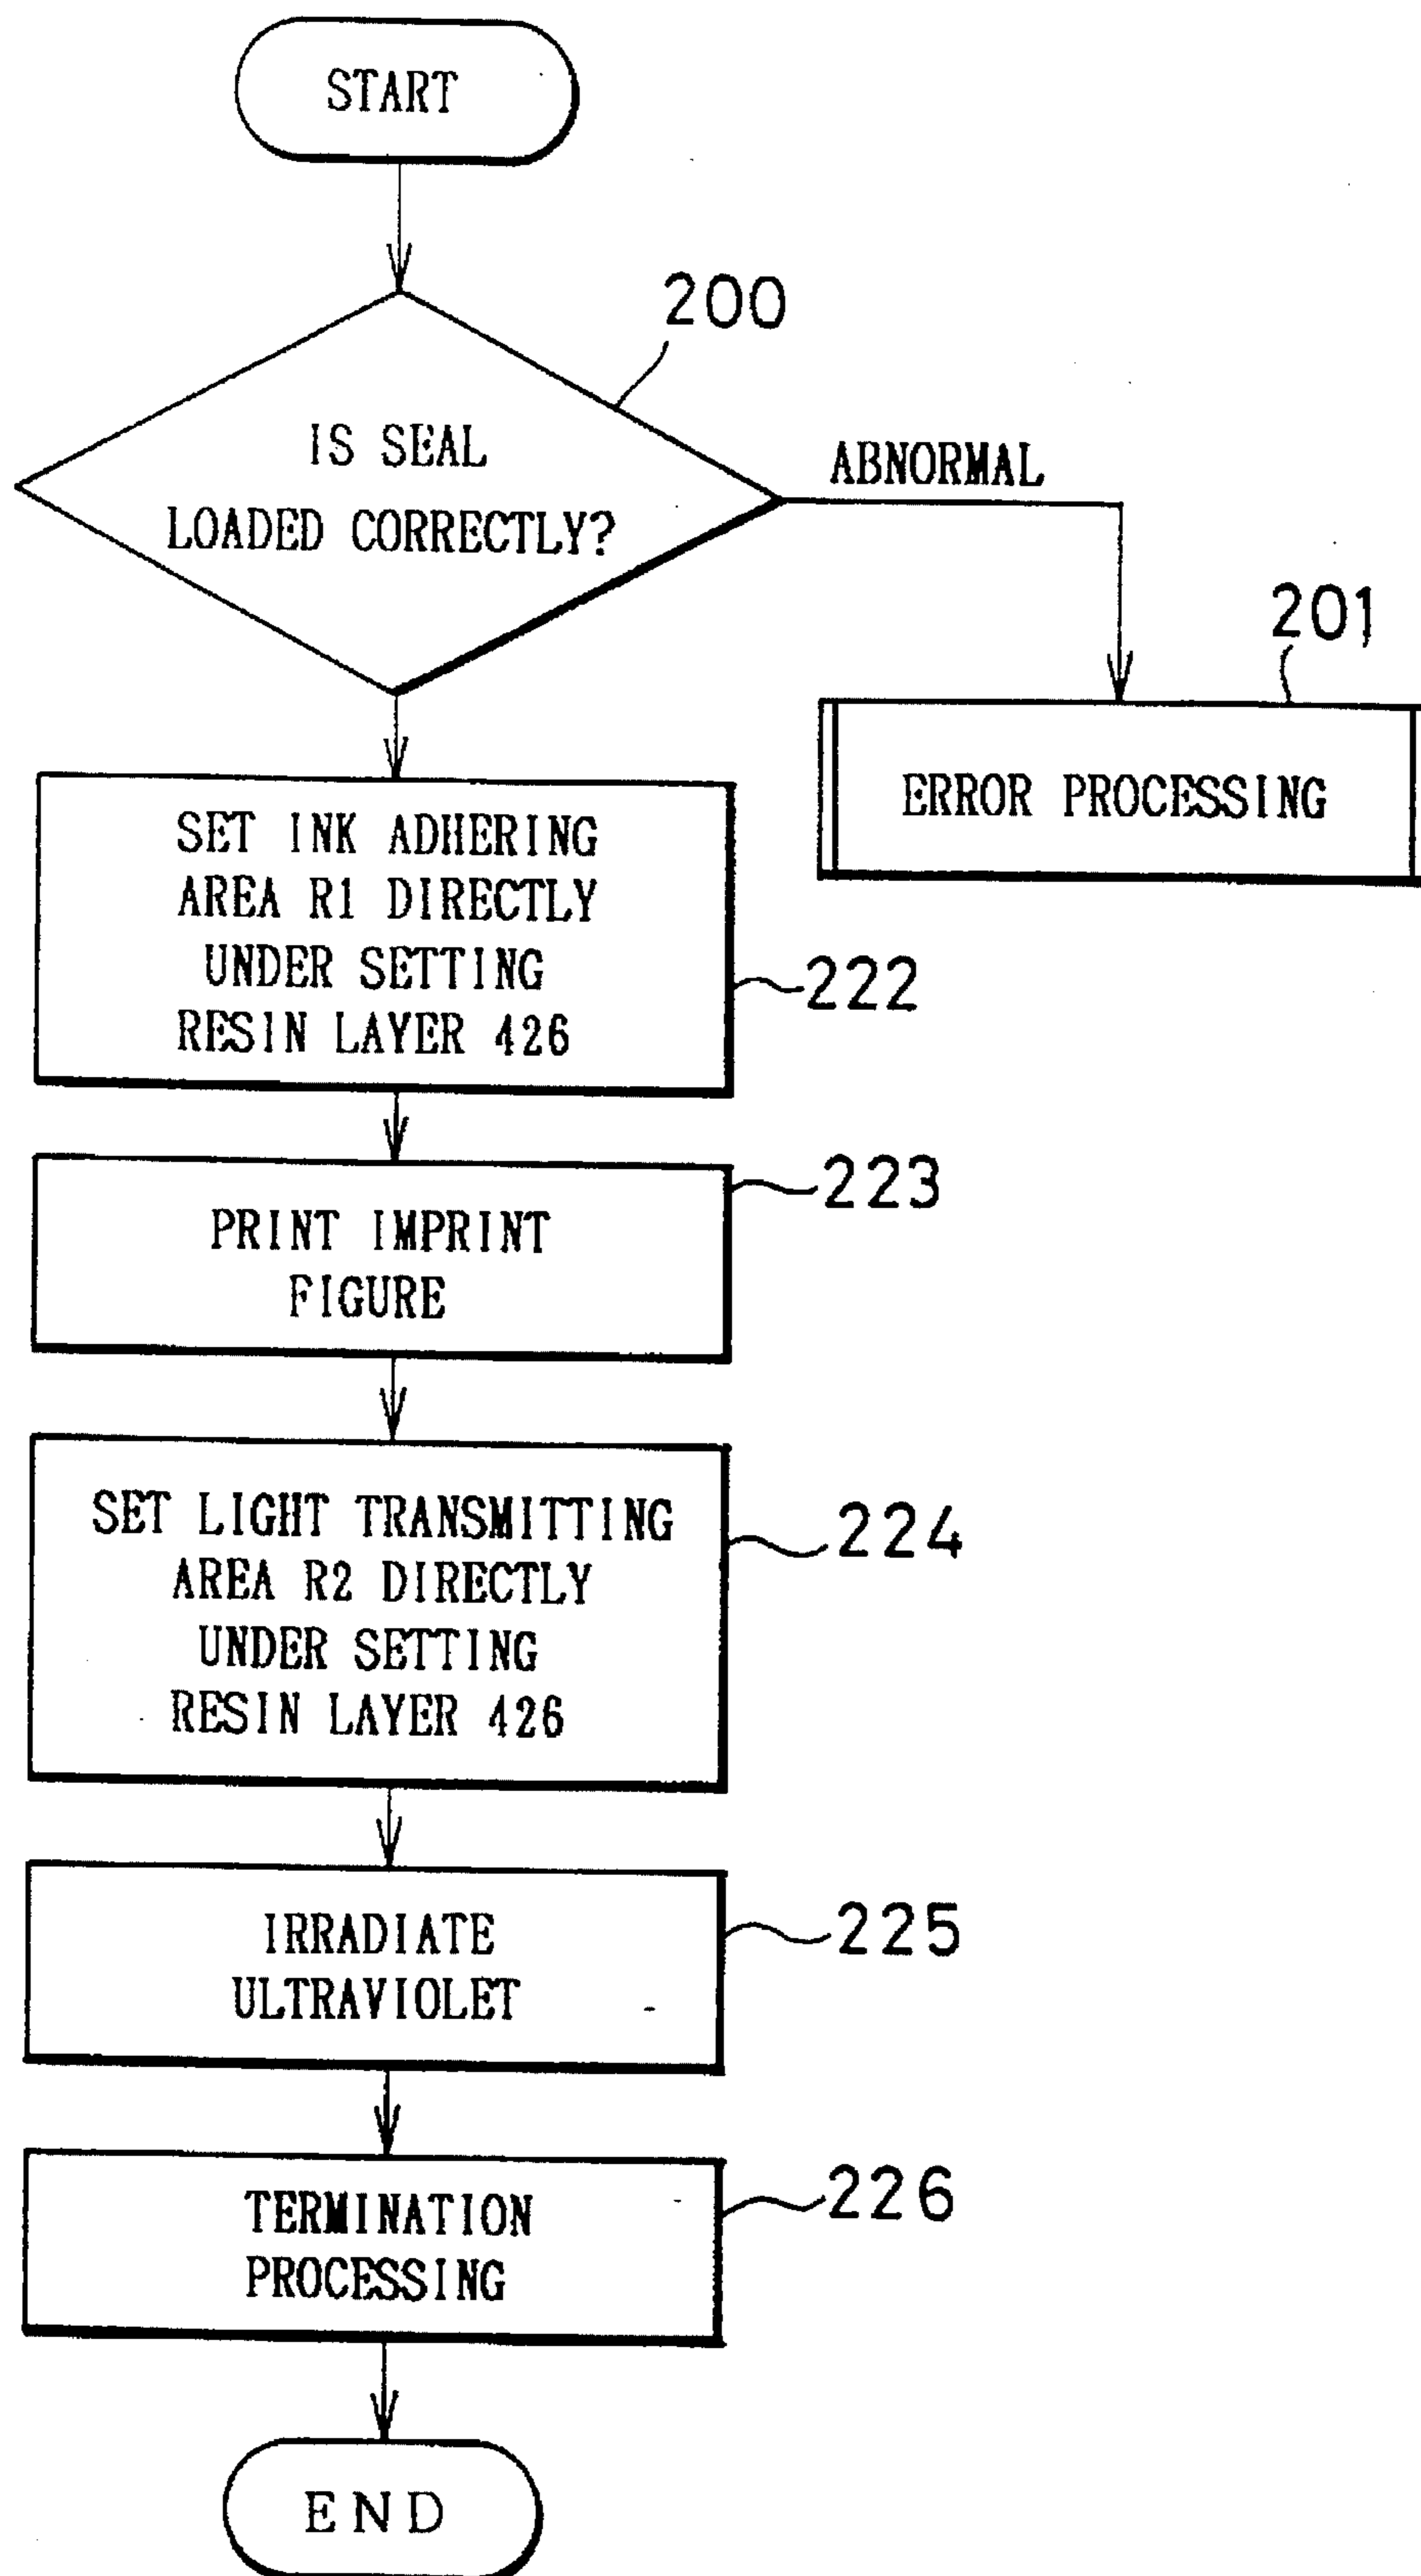 START
200
IS SEAL
LOADED CORRECTLY?
ABNORMAL
201
ERROR PROCESSING
SET INK ADHERING
AREA R1 DIRECTLY
UNDER SETTING
RESIN LAYER 426
222
223
PRINT IMPRINT
FIGURE
SET LIGHT TRANSMITTING
AREA R2 DIRECTLY
UNDER SETTING
RESIN LAYER 426
224
IRRADIATE
ULTRAVIOLET
225
TERMINATION
PROCESSING
226
END